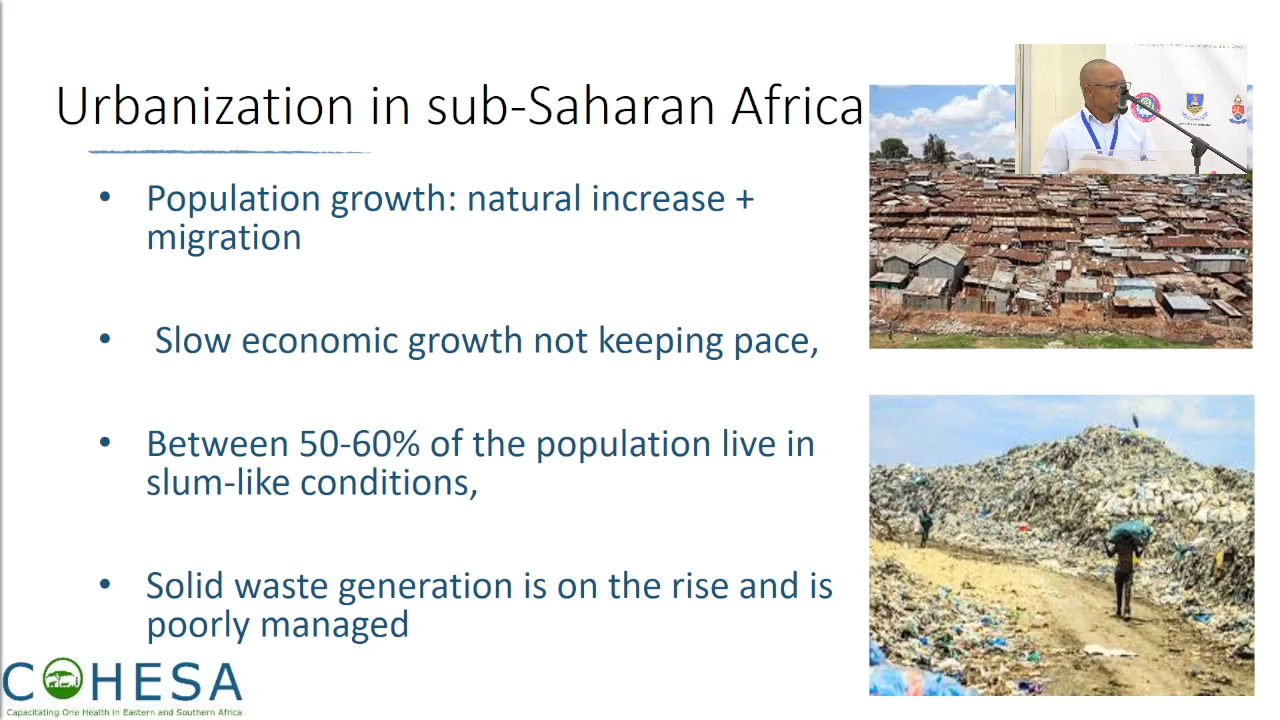 Urbanization in sub-Saharan Africa
• Population growth: natural increase +
migration
• Slow economic growth not keeping pace,
• Between 50-60% of the population live in
slum-like conditions,
• Solid waste generation is on the rise and is
poorly managed
COHESA
Capacitating One Health in Eastern and Southern Africa